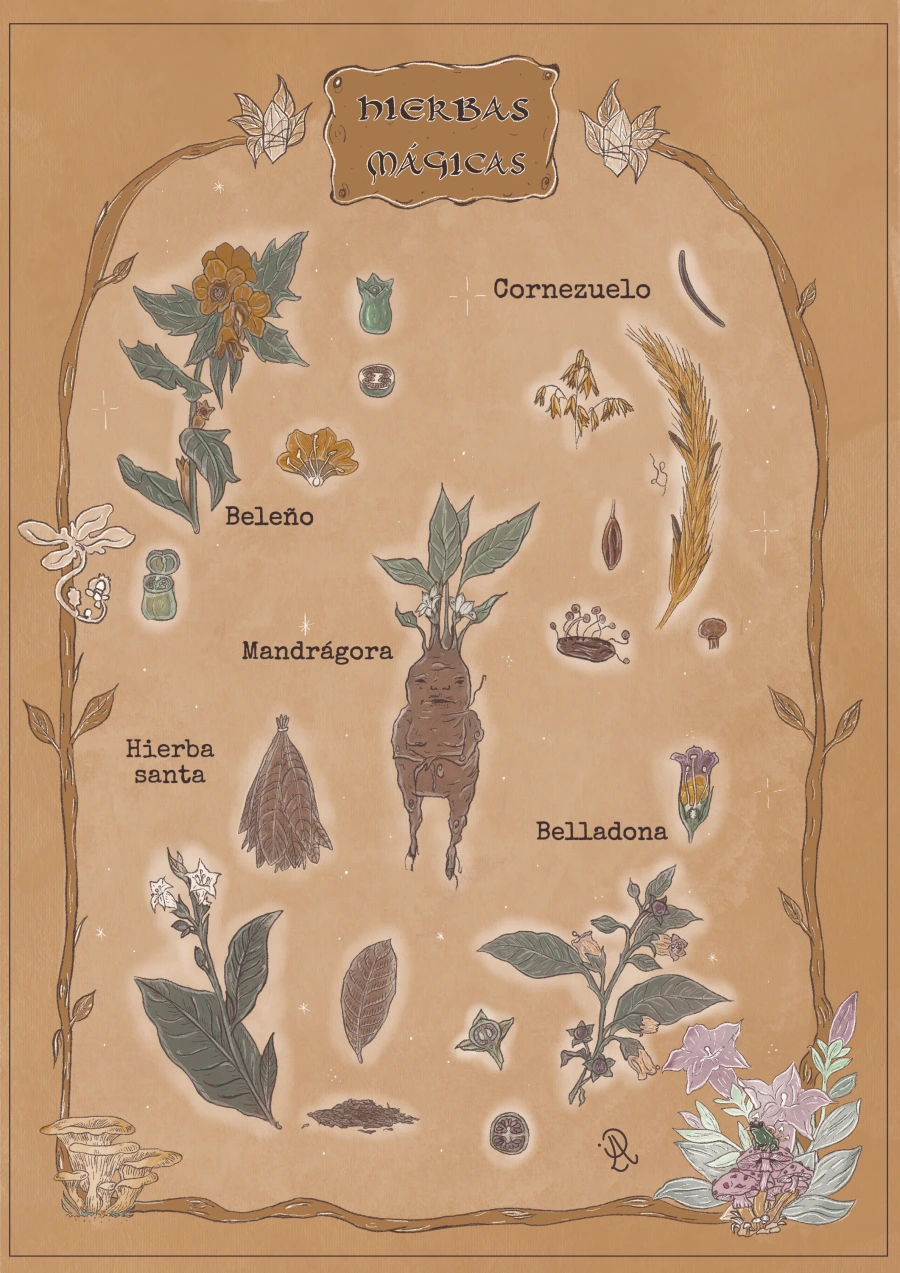 HIERBAS
MÁGICAS
Cornezuelo
Beleño
Mandrágora
Hierba
santa
Belladona